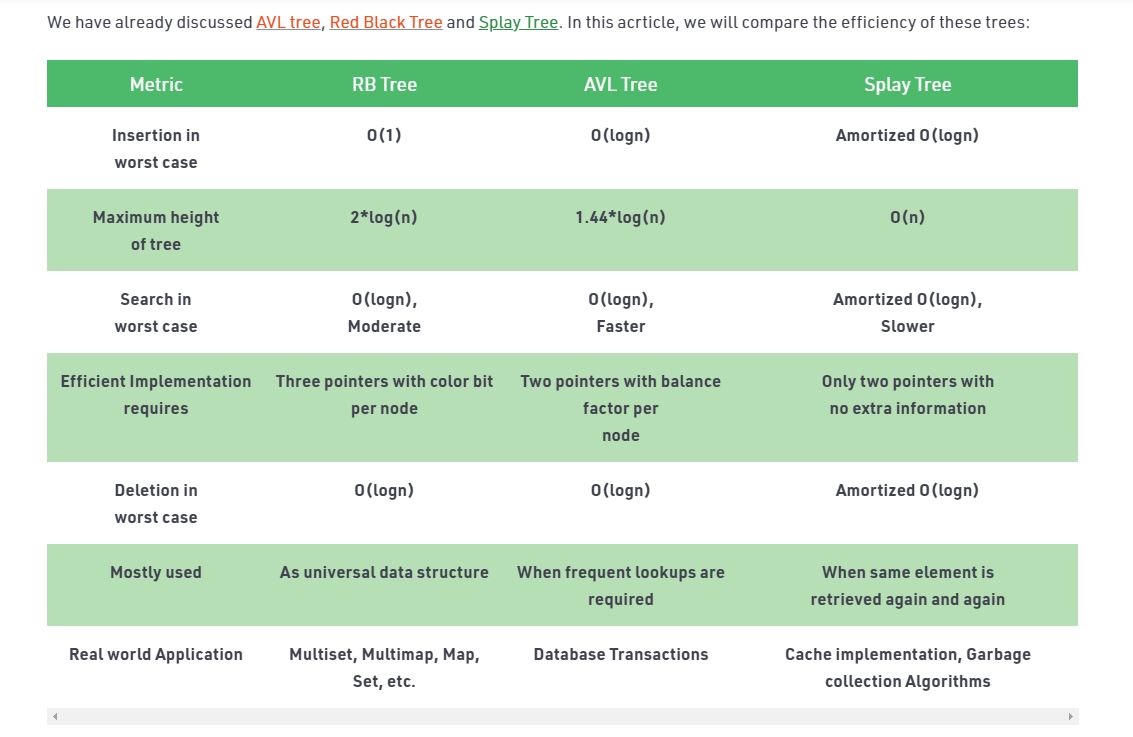 We have already discussed AVL tree, Red Black Tree and Splay Tree. In this acrticle, we will compare the efficiency of these trees:
Metric RB Tree AVL Tree Splay Tree
Insertion in O(1) O(logn) Amortized O(logn)
worst case
Maximum height 2*log(n) 1.44*log(n) O(n)
of tree
Search in O(logn), O(logn), Amortized O(logn),
worst case Moderate Faster Slower
Efficient Implementation Three pointers with color bit Two pointers with balance Only two pointers with
requires per node factor per no extra information
node
Deletion in O(logn) O(logn) Amortized O(logn)
worst case
Mostly used As universal data structure When frequent lookups are When same element is
required retrieved again and again
Real world Application Multiset, Multimap, Map, Database Transactions Cache implementation, Garbage
Set, etc. collection Algorithms